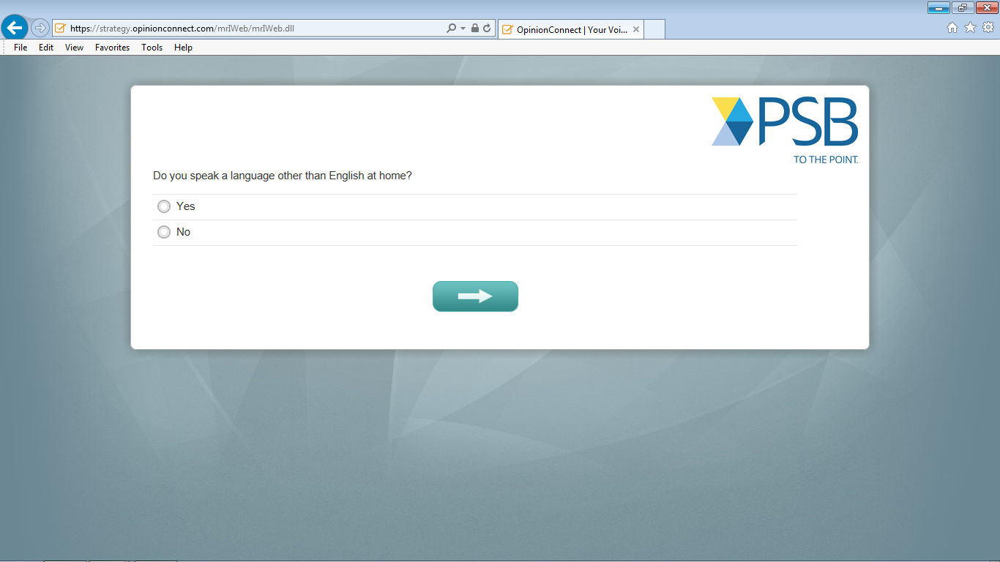 https://strategy.opinionconnect.com/mrIWeb/mrIWeb.dll
OpinionConnect | Your Voi...
File Edit View Favorites Tools Help
PSB
TO THE POINT.
Do you speak a language other than English at home?
Yes
No